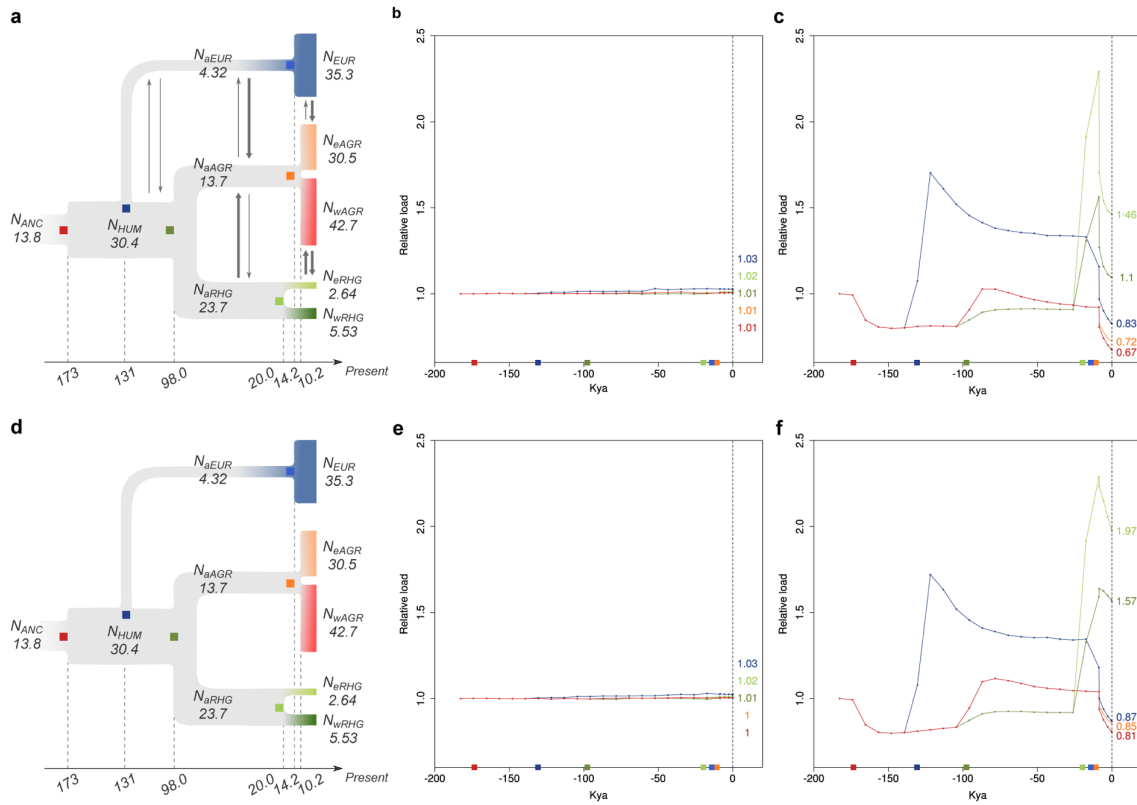 a
N_aEUR
4.32
N_EUR
35.3
N_eAGR
30.5
N_aAGR
13.7
N_wAGR
42.7
N_ANC
13.8
N_HUM
30.4
N_eRHG
2.64
N_aRHG
23.7
N_wRHG
5.53
173
131
98.0
20.0
14.2
10.2
Present
b
Relative load
2.5
2.0
1.5
1.0
1.03
1.02
1.01
1.01
1.01
-200
-150
-100
-50
0
Kya
c
Relative load
2.5
2.0
1.5
1.0
1.46
1.1
0.83
0.72
0.67
-200
-150
-100
-50
0
Kya
d
N_aEUR
4.32
N_EUR
35.3
N_eAGR
30.5
N_aAGR
13.7
N_wAGR
42.7
N_ANC
13.8
N_HUM
30.4
N_eRHG
2.64
N_aRHG
23.7
N_wRHG
5.53
173
131
98.0
20.0
14.2
10.2
Present
e
Relative load
2.5
2.0
1.5
1.0
1.03
1.02
1.01
1
1
-200
-150
-100
-50
0
Kya
f
Relative load
2.5
2.0
1.5
1.0
1.97
1.57
0.87
0.85
0.81
-200
-150
-100
-50
0
Kya